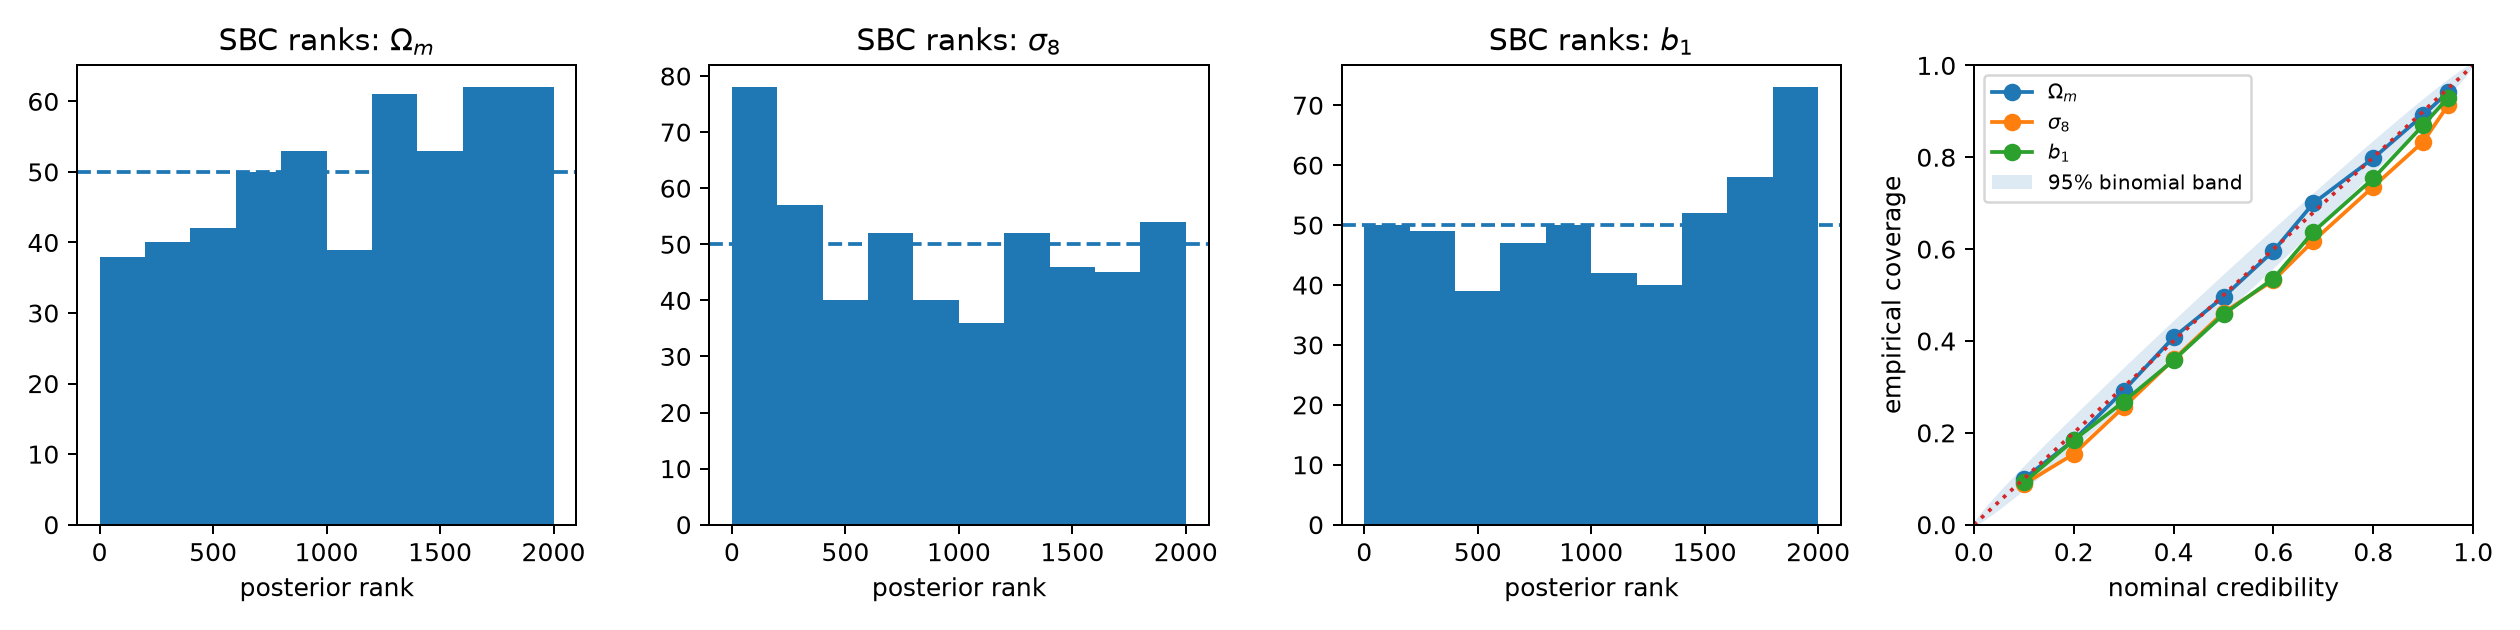 SBC ranks: Ωm
60
50
40
30
20
10
0
0 500 1000 1500 2000
posterior rank
SBC ranks: σ8
80
70
60
50
40
30
20
10
0
0 500 1000 1500 2000
posterior rank
SBC ranks: b1
70
60
50
40
30
20
10
0
0 500 1000 1500 2000
posterior rank
empirical coverage
1.0
0.8
0.6
0.4
0.2
0.0
Ωm
σ8
b1
95% binomial band
0.0 0.2 0.4 0.6 0.8 1.0
nominal credibility